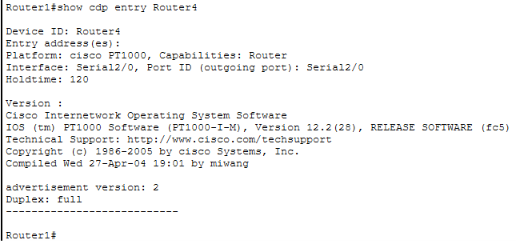 Router1#show cdp entry Router4
Device ID: Router4
Entry address(es):
Platform: cisco PT1000, Capabilities: Router
Interface: Serial2/0, Port ID (outgoing port): Serial2/0
Holdtime: 120
Version :
Cisco Internetwork Operating System Software
IOS (tm) PT1000 Software (PT1000-I-M), Version 12.2(28), RELEASE SOFTWARE (fc5)
Technical Support: http://www.cisco.com/techsupport
Copyright (c) 1986-2005 by cisco Systems, Inc.
Compiled Wed 27-Apr-04 19:01 by miwang
advertisement version: 2
Duplex: full
---------------------------
Router1#